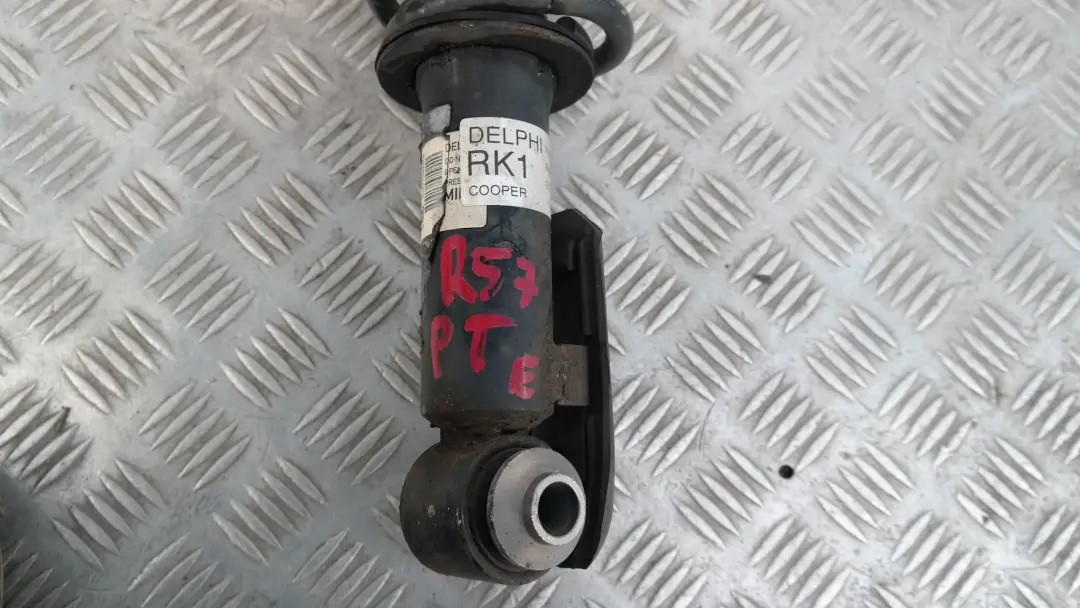 DELPHI
RK1
COOPER
R57
PT
E